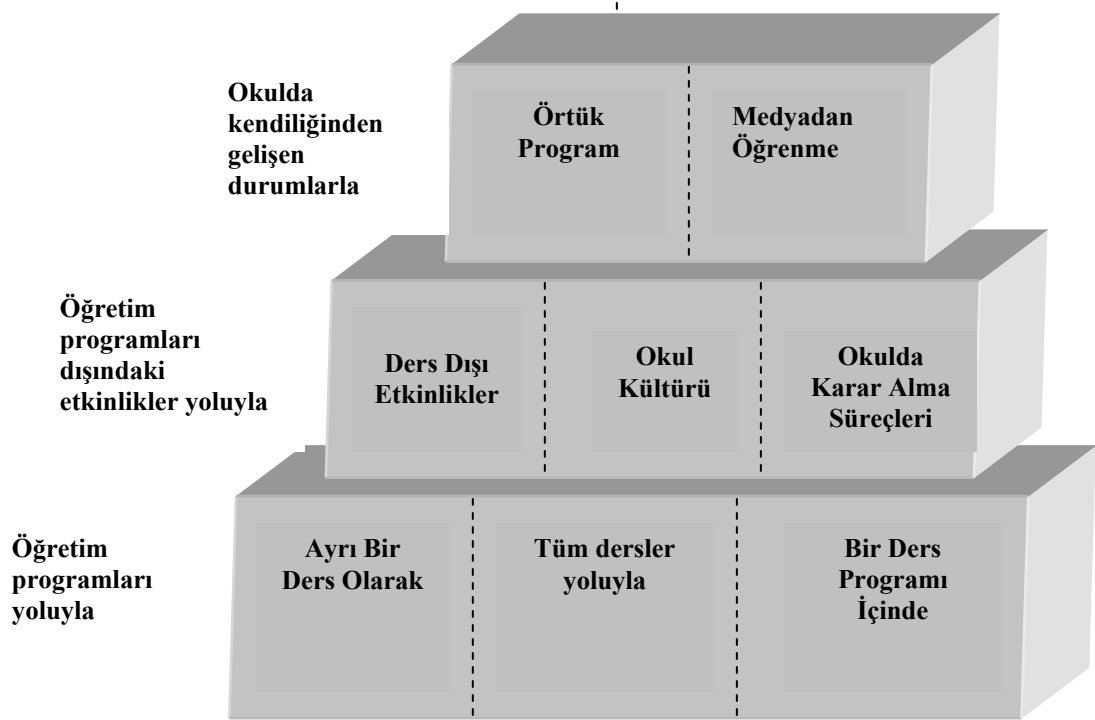 Okulda
kendiliğinden
gelişen
durumlarla
Örtük
Program
Medyadan
Öğrenme
Öğretim
programları
dışındaki
etkinlikler yoluyla
Ders Dışı
Etkinlikler
Okul
Kültürü
Okulda
Karar Alma
Süreçleri
Öğretim
programları
yoluyla
Ayrı Bir
Ders Olarak
Tüm dersler
yoluyla
Bir Ders
Programı
İçinde